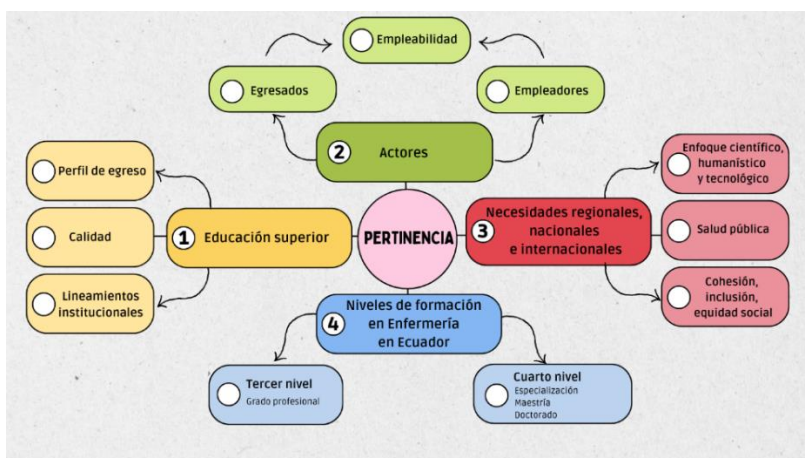 Empleabilidad
Egresados
Empleadores
2
Actores
Perfil de egreso
Calidad
Lineamientos
institucionales
1
Educación superior
PERTINENCIA
3
Necesidades regionales,
nacionales
e internacionales
Enfoque científico,
humanístico
y tecnológico
Salud pública
Cohesión,
inclusión,
equidad social
4
Niveles de formación
en Enfermería
en Ecuador
Tercer nivel
Grado profesional
Cuarto nivel
Especialización
Maestría
Doctorado